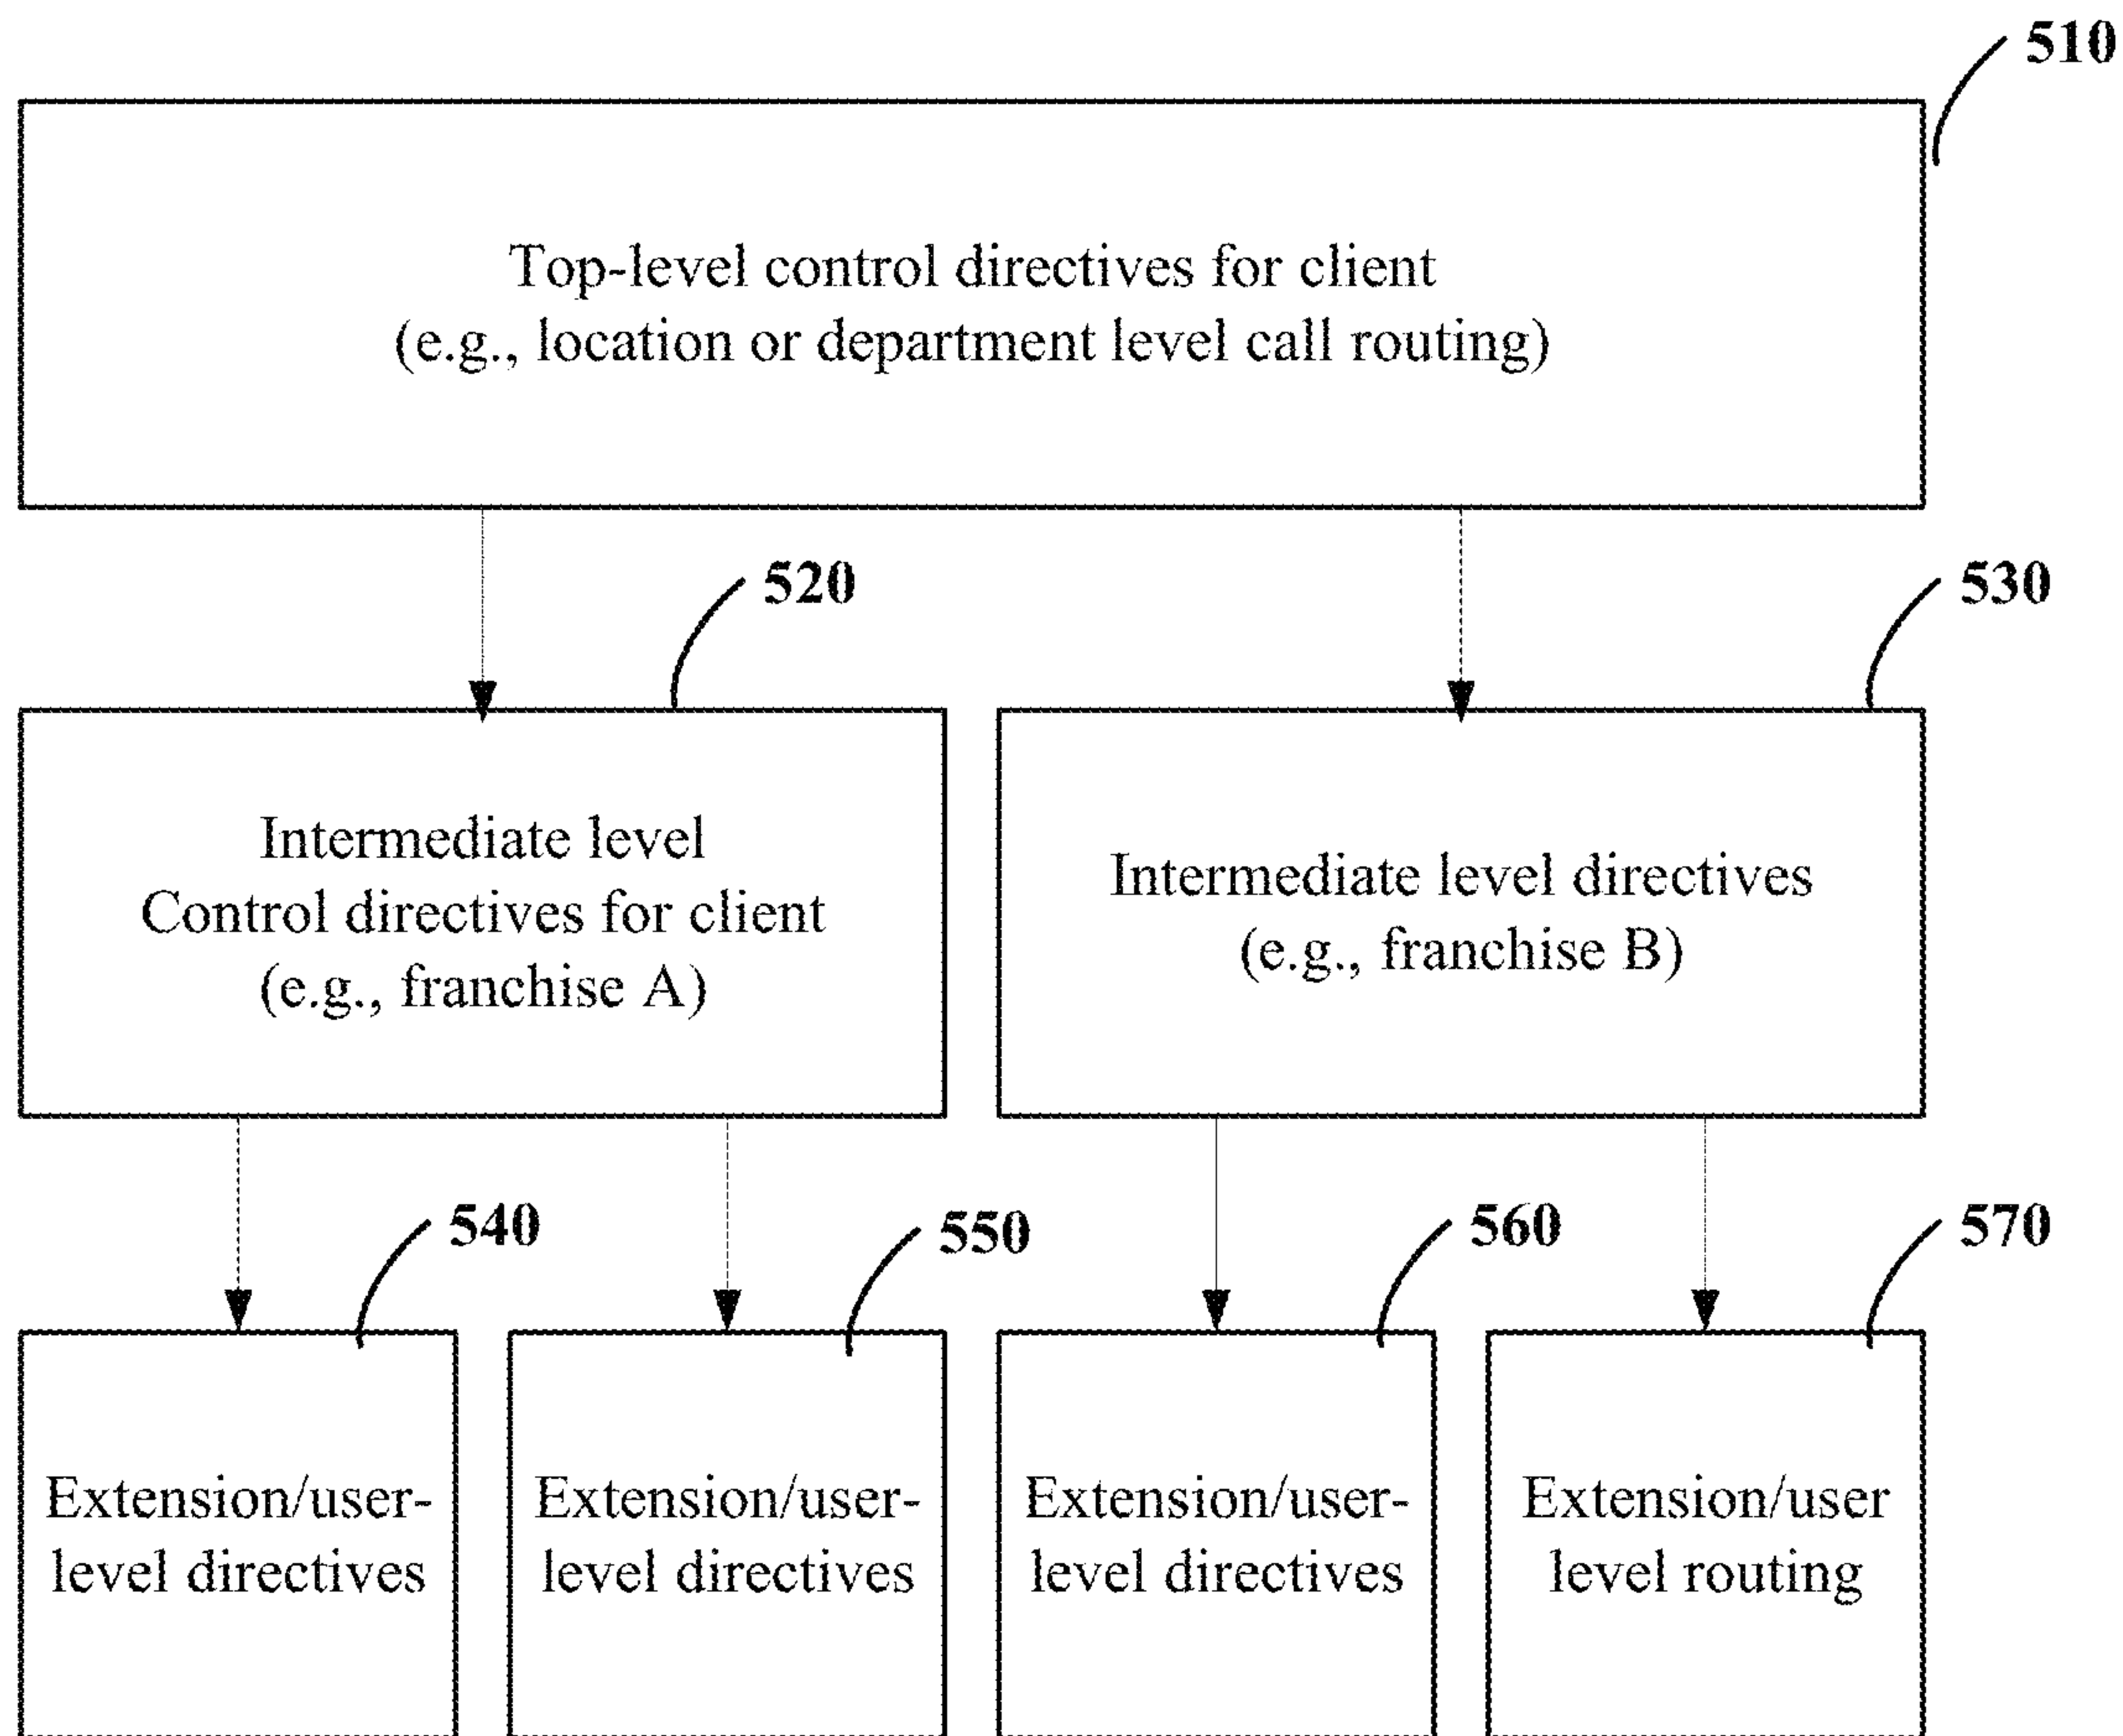 510
Top-level control directives for client
(e.g., location or department level call routing)
520
530
Intermediate level
Control directives for client
(e.g., franchise A)
Intermediate level directives
(e.g., franchise B)
540
550
560
570
Extension/user-
level directives
Extension/user-
level directives
Extension/user-
level directives
Extension/user
level routing